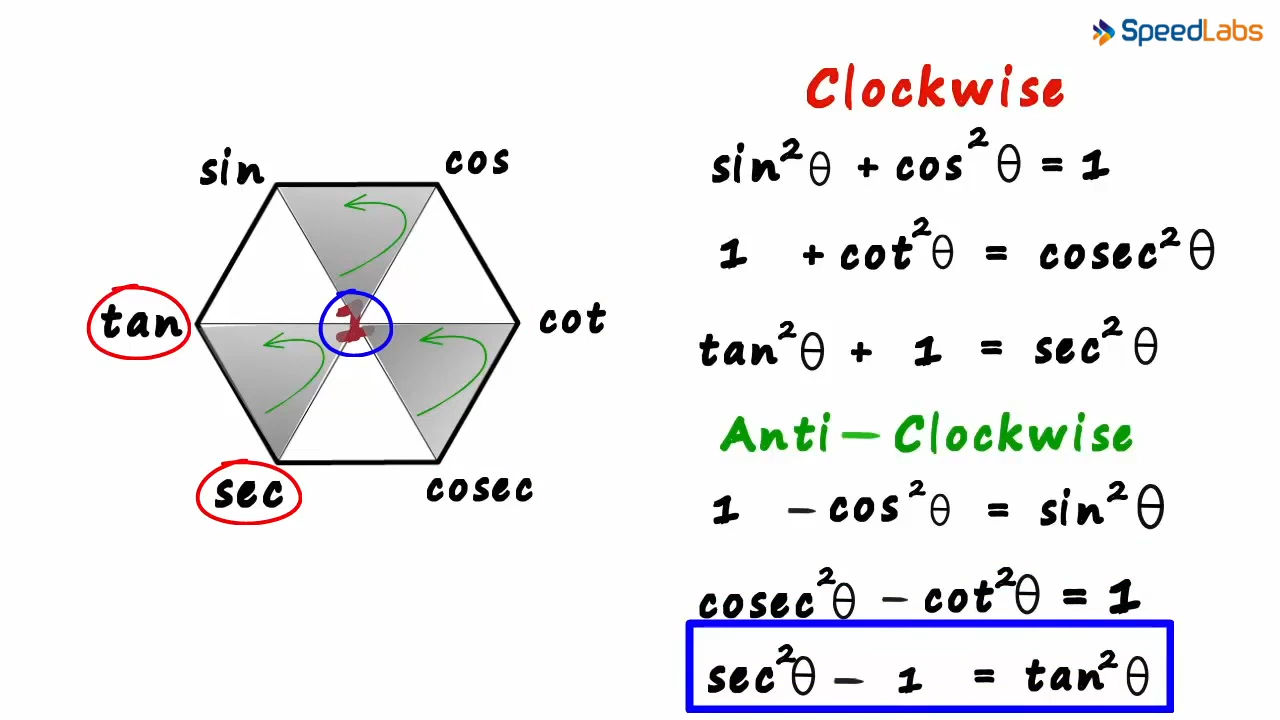 SpeedLabs
Clockwise
sin²θ + cos²θ = 1
1 + cot²θ = cosec²θ
tan²θ + 1 = sec²θ
Anti – Clockwise
1 – cos²θ = sin²θ
cosec²θ – cot²θ = 1
sec²θ – 1 = tan²θ
sin cos
tan 1 cot
sec cosec